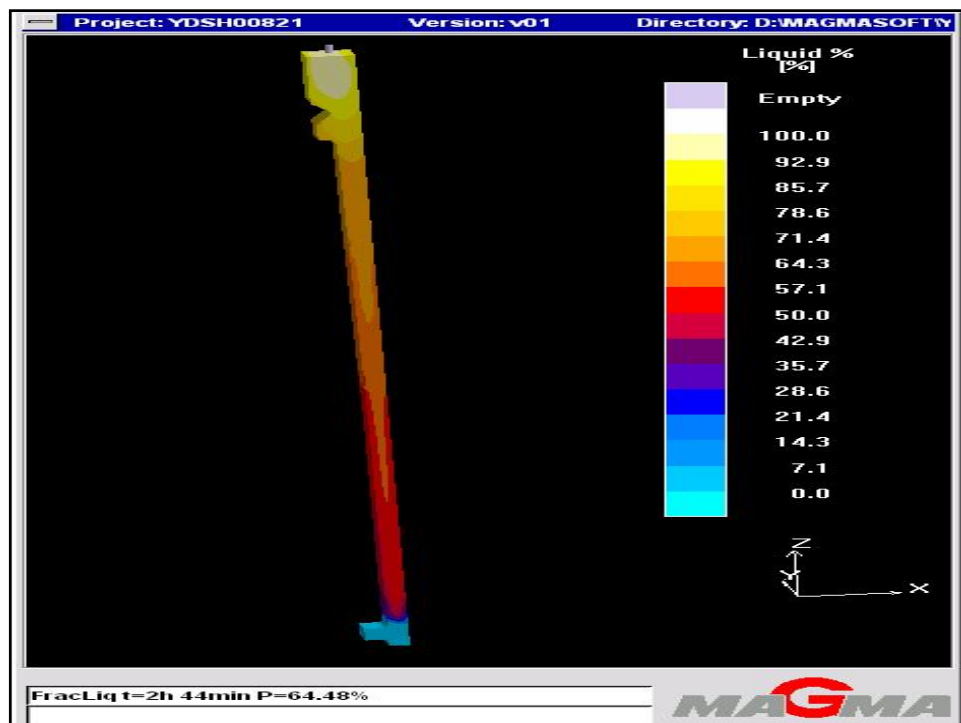 Project: YDSH00821 Version: v01 Directory: D:\MAGMASOFT\Y
Liquid %
[%]
Empty
100.0
92.9
85.7
78.6
71.4
64.3
57.1
50.0
42.9
35.7
28.6
21.4
14.3
7.1
0.0
Z
Y
X
FracLiq t=2h 44min P=64.48%
MAGMA